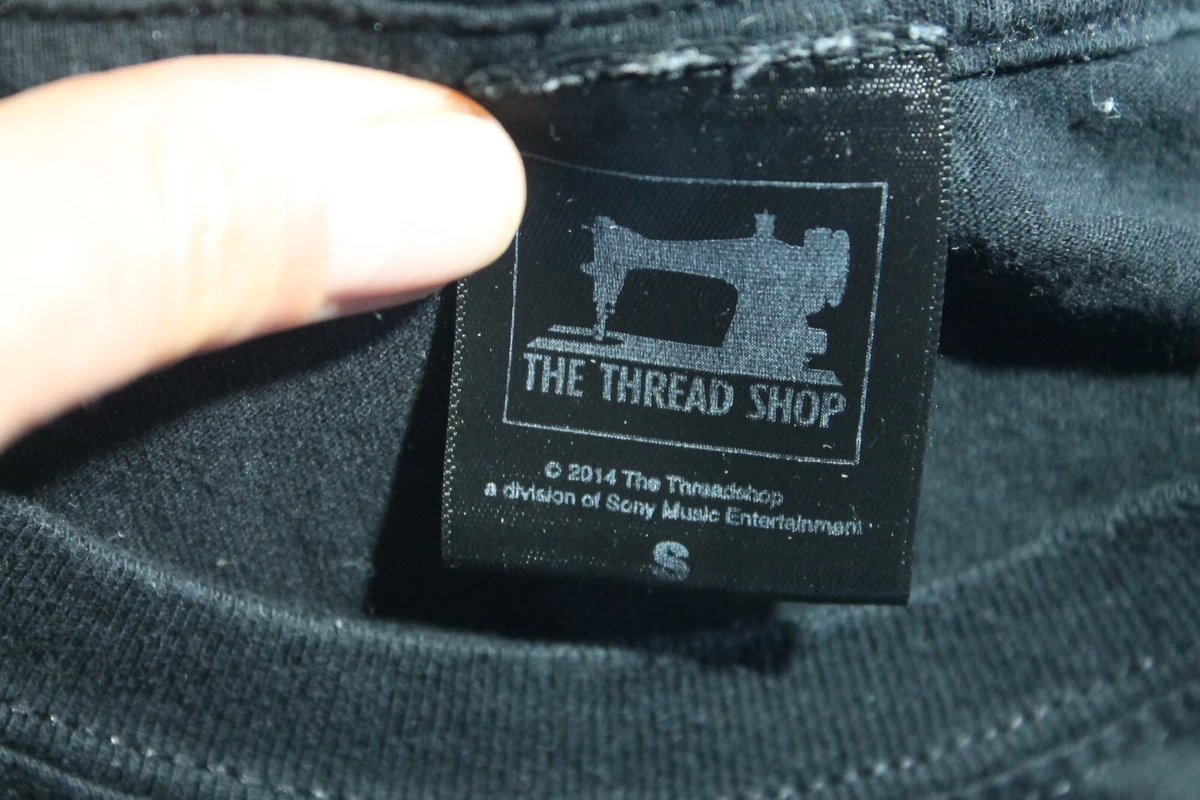 THE THREAD SHOP
© 2014 The Threadshop
a division of Sony Music Entertainment
S